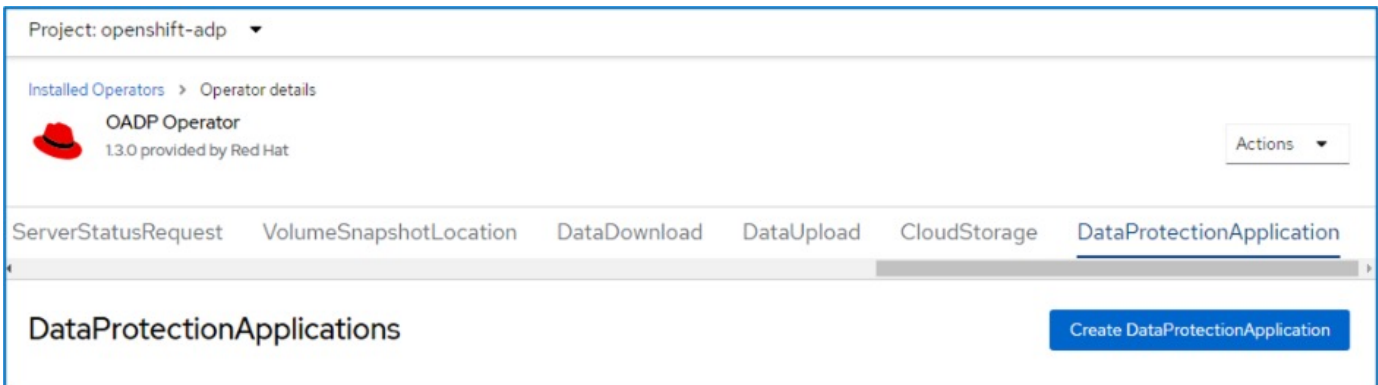 Project: openshift-adp
Installed Operators > Operator details
OADP Operator
1.3.0 provided by Red Hat
Actions
ServerStatusRequest VolumeSnapshotLocation DataDownload DataUpload CloudStorage DataProtectionApplication
DataProtectionApplications
Create DataProtectionApplication